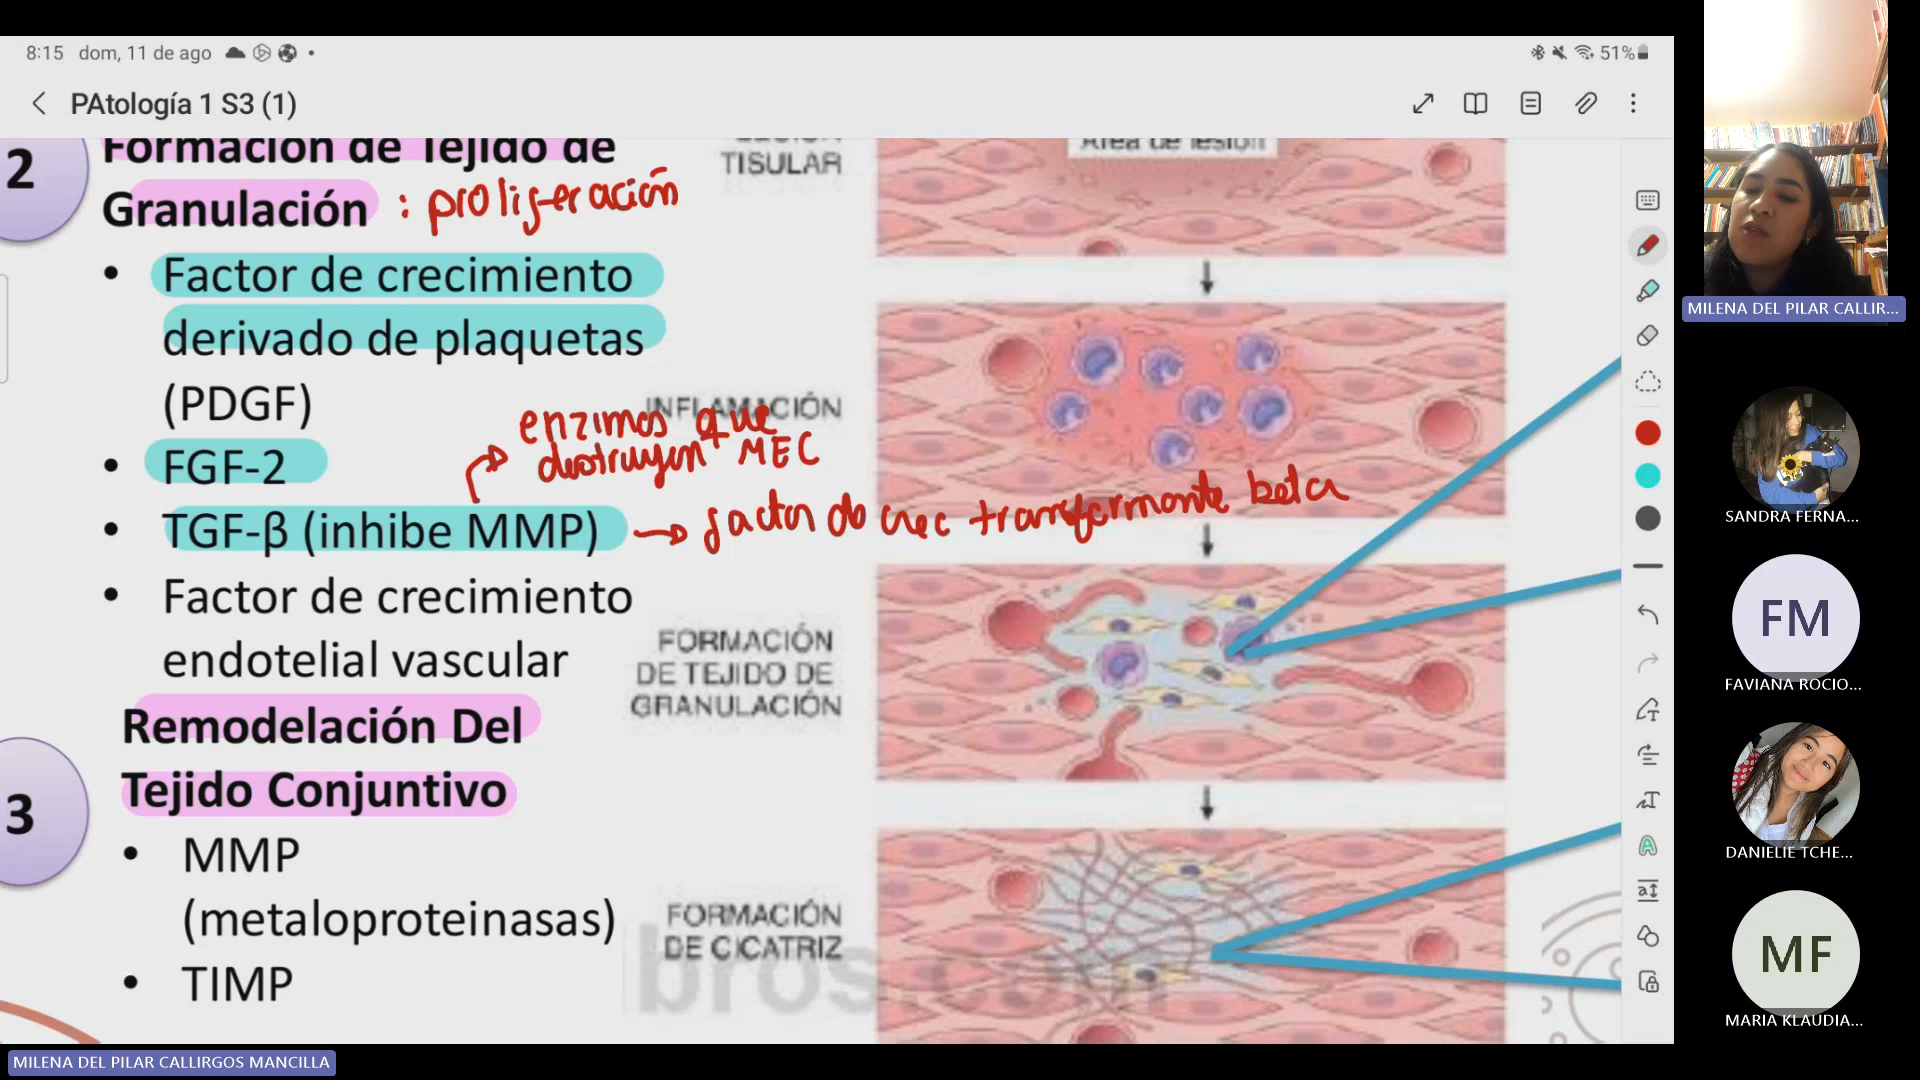 8:15 dom, 11 de ago
51%
PAtología 1 S3 (1)
2
Formación de Tejido de
Granulación : proliferación
• Factor de crecimiento
derivado de plaquetas
(PDGF)
• FGF-2
• TGF-β (inhibe MMP)
enzimas que
destruyen MEC
factor de crec transformante beta
• Factor de crecimiento
endotelial vascular
3
Remodelación Del
Tejido Conjuntivo
• MMP
(metaloproteinasas)
• TIMP
TISULAR
Área de lesión
INFLAMACIÓN
FORMACIÓN
DE TEJIDO DE
GRANULACIÓN
FORMACIÓN
DE CICATRIZ
bros.com
MILENA DEL PILAR CALLIR...
SANDRA FERNA...
FM
FAVIANA ROCIO...
DANIELIE TCHE...
MF
MARIA KLAUDIA...
MILENA DEL PILAR CALLIRGOS MANCILLA